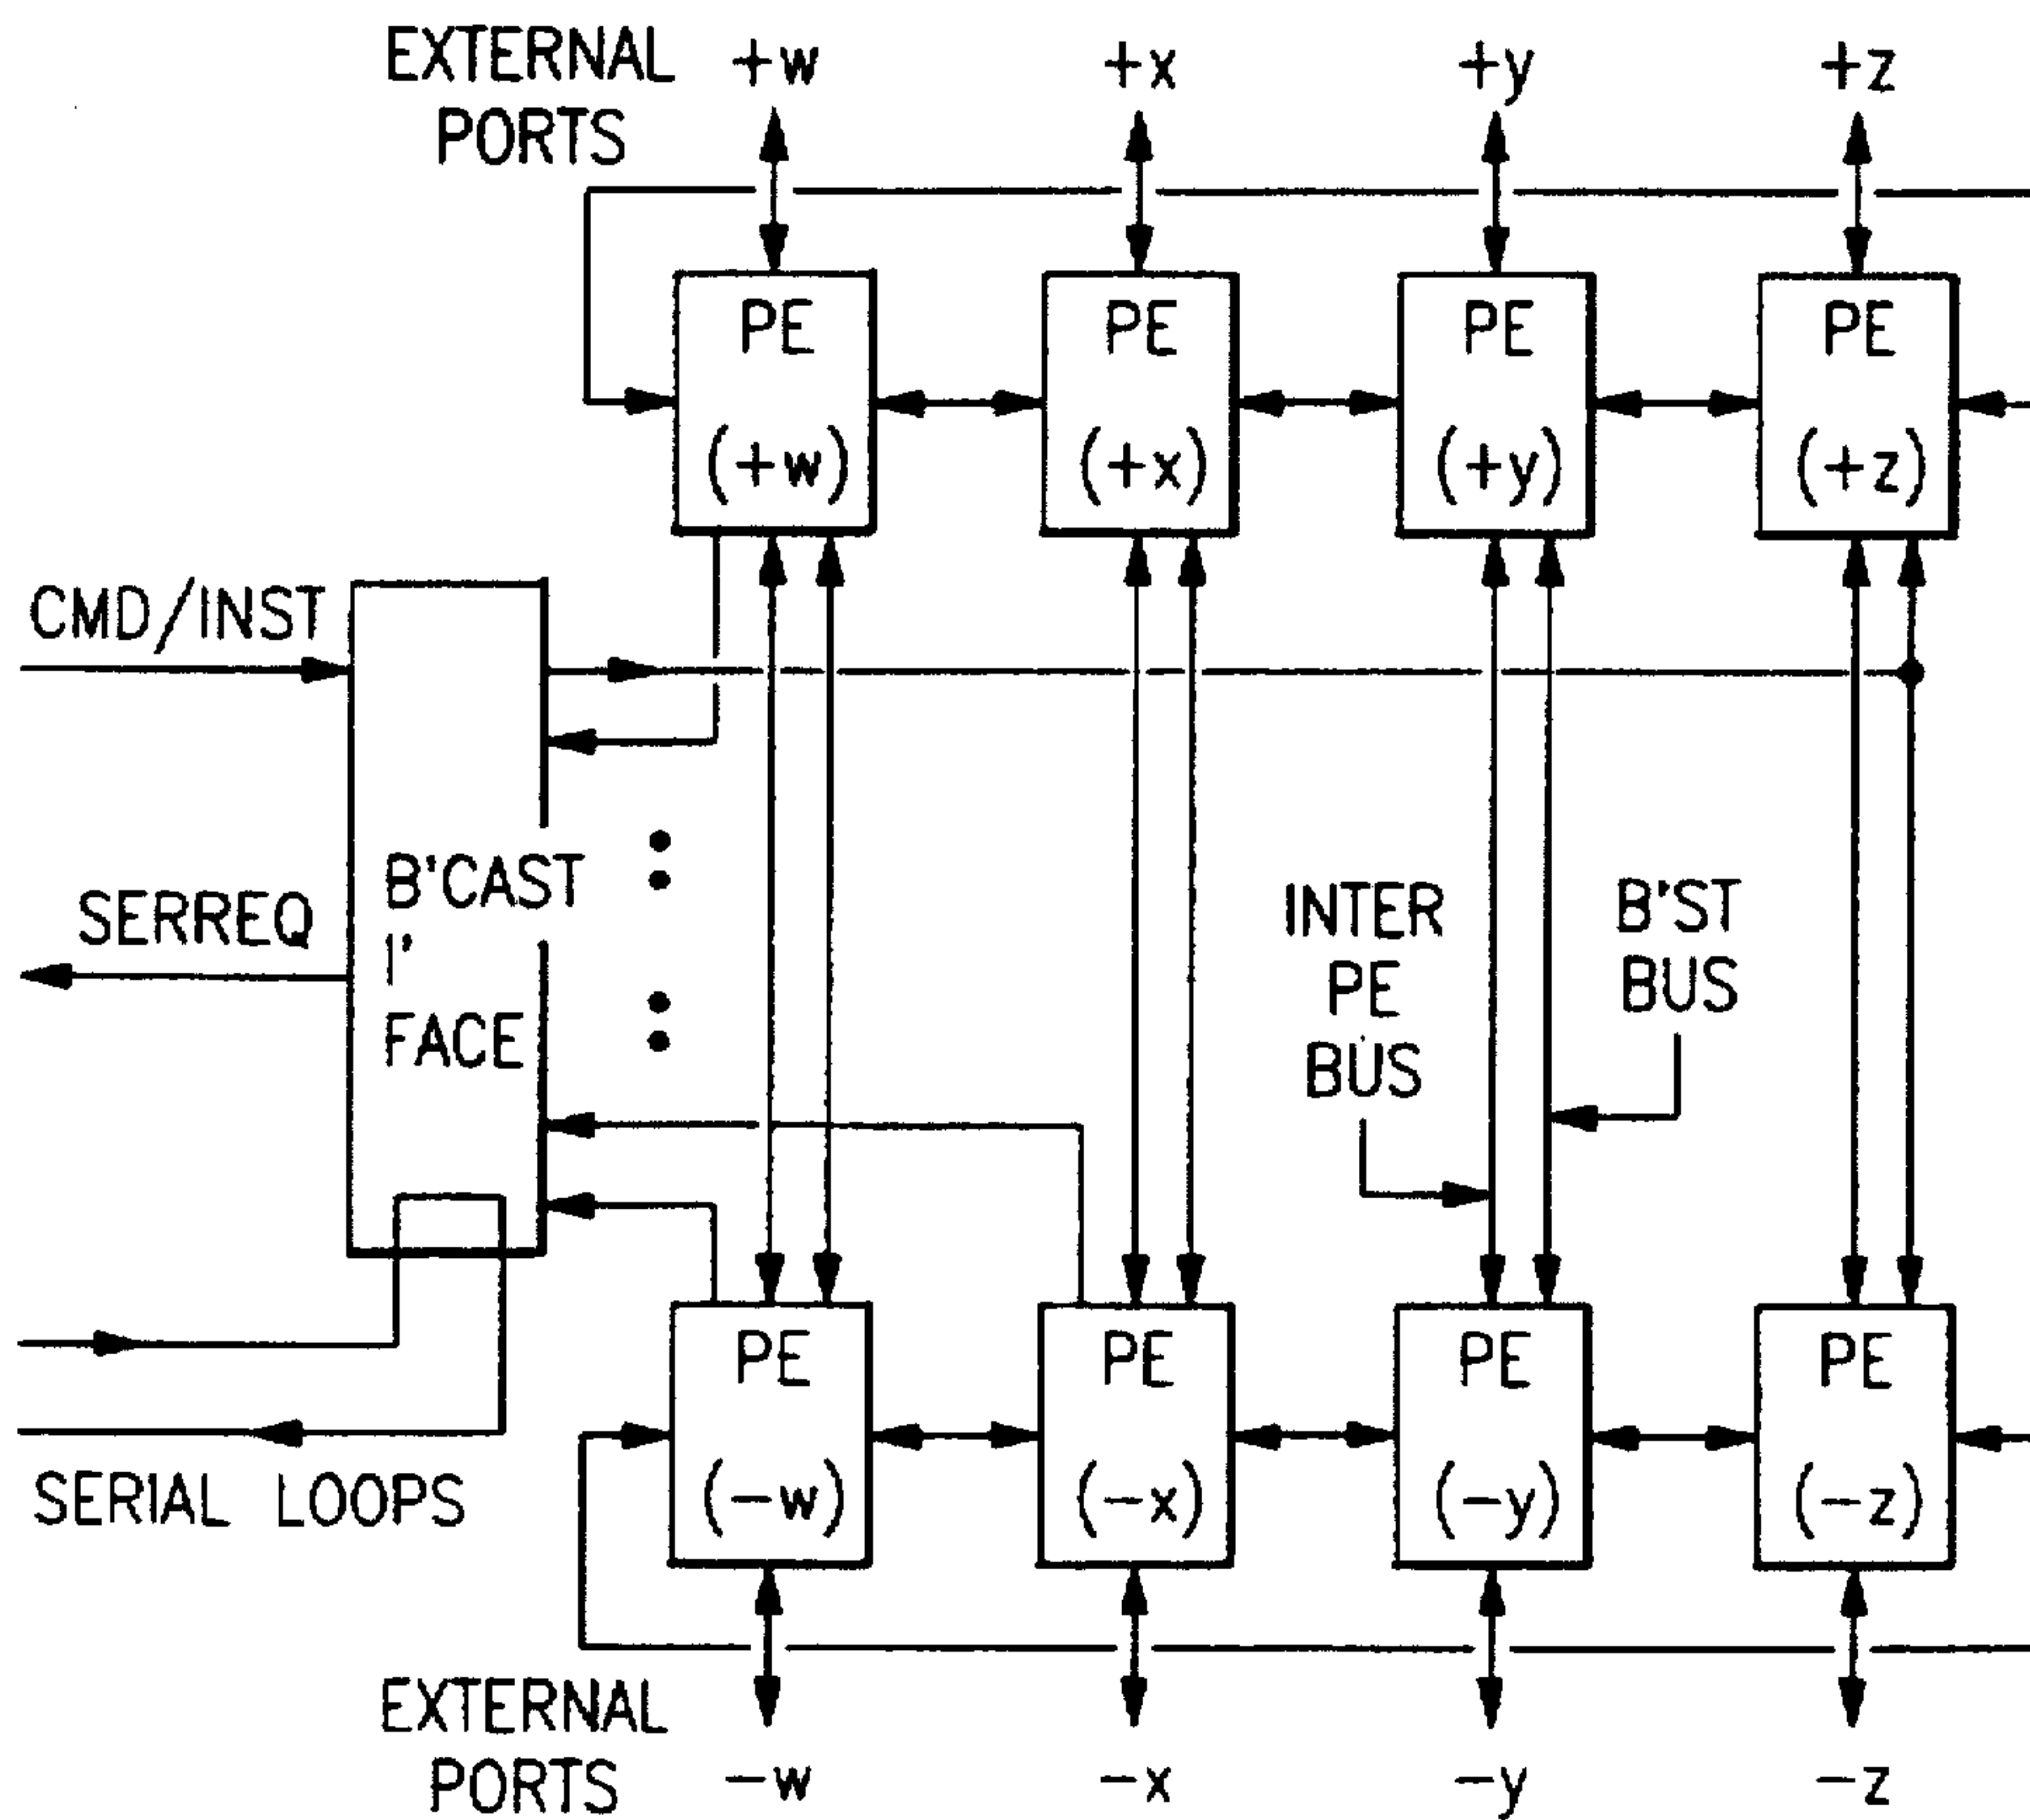 EXTERNAL
PORTS
+w
+x
+y
+z
PE
(+w)
PE
(+x)
PE
(+y)
PE
(+z)
CMD/INST
B'CAST
I'
FACE
SERREQ
INTER
PE
BUS
B'ST
BUS
SERIAL LOOPS
PE
(−w)
PE
(−x)
PE
(−y)
PE
(−z)
EXTERNAL
PORTS
−w
−x
−y
−z